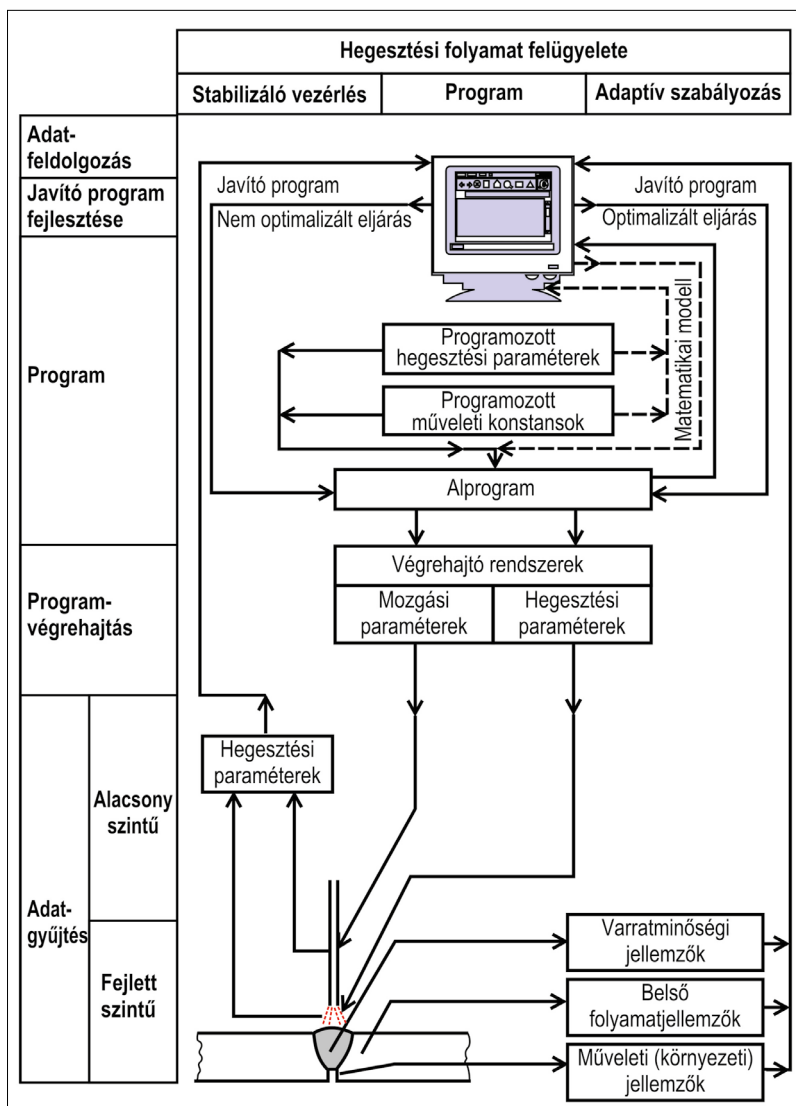 Hegesztési folyamat felügyelete
Stabilizáló vezérlés
Program
Adaptív szabályozás
Adat-
feldolgozás
Javító program
fejlesztése
Javító program
Nem optimalizált eljárás
Javító program
Optimalizált eljárás
Matematikai modell
Program
Programozott
hegesztési paraméterek
Programozott
műveleti konstansok
Alprogram
Program-
végrehajtás
Végrehajtó rendszerek
Mozgási
paraméterek
Hegesztési
paraméterek
Adat-
gyűjtés
Alacsony
szintű
Hegesztési
paraméterek
Fejlett
szintű
Varratminőségi
jellemzők
Belső
folyamatjellemzők
Műveleti (környezeti)
jellemzők